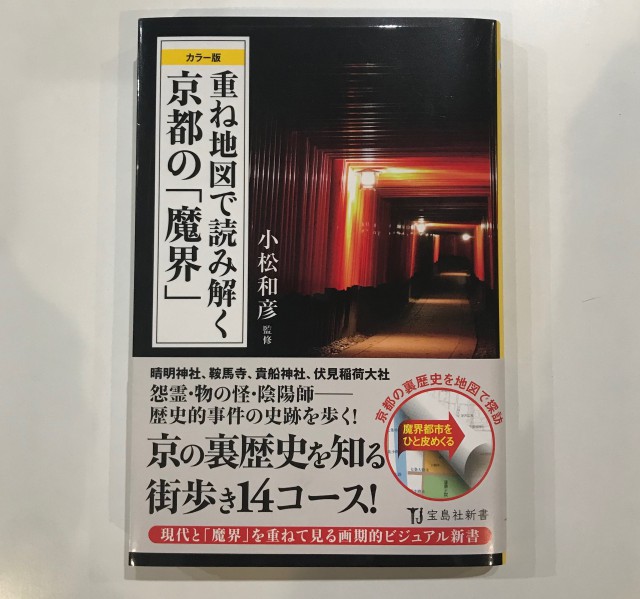 カラー版
重ね地図で読み解く
京都の「魔界」
小松和彦 監修
晴明神社、鞍馬寺、貴船神社、伏見稲荷大社
怨霊・物の怪・陰陽師──
歴史的事件の史跡を歩く!
京の裏歴史を知る
街歩き14コース!
京都の裏歴史を地図で探訪
魔界都市を
ひと皮めくる
TJ 宝島社新書
現代と「魔界」を重ねて見る画期的ビジュアル新書